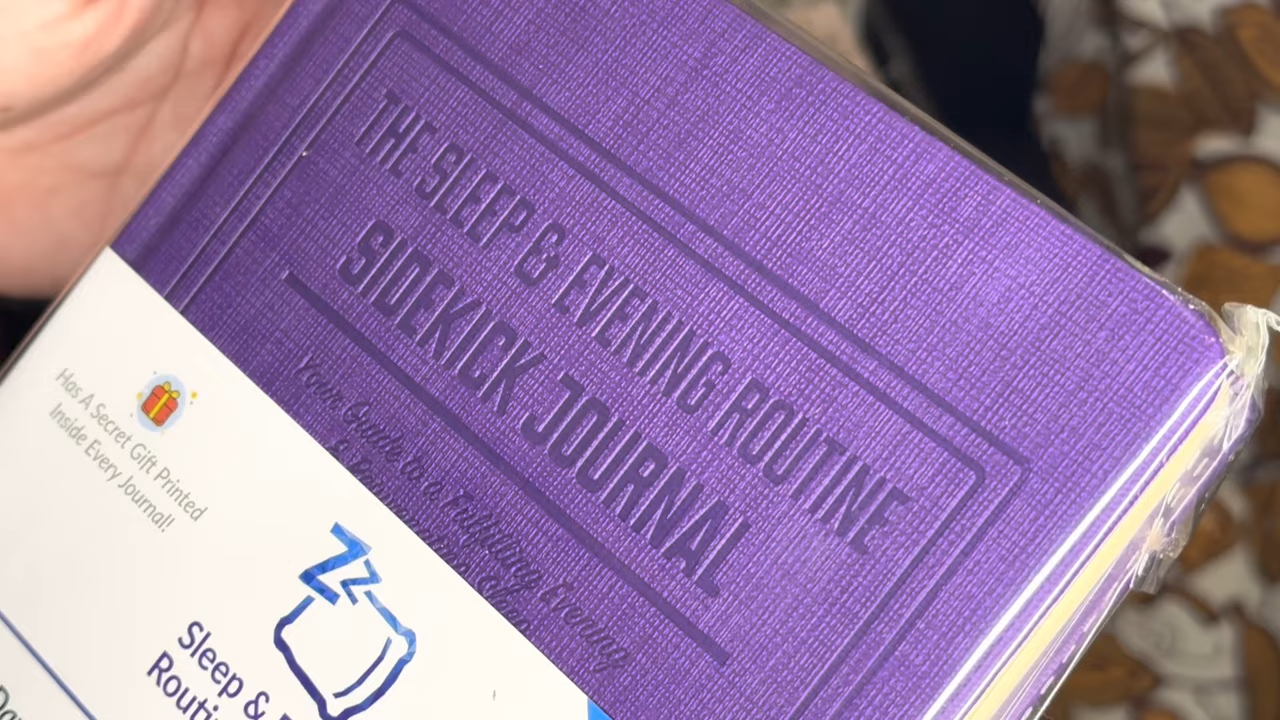 THE SLEEP & EVENING ROUTINE
SIDEKICK JOURNAL
Your Guide to a Fulfilling Evening
Has A Secret Gift Printed
Inside Every Journal!
Zz
Sleep &